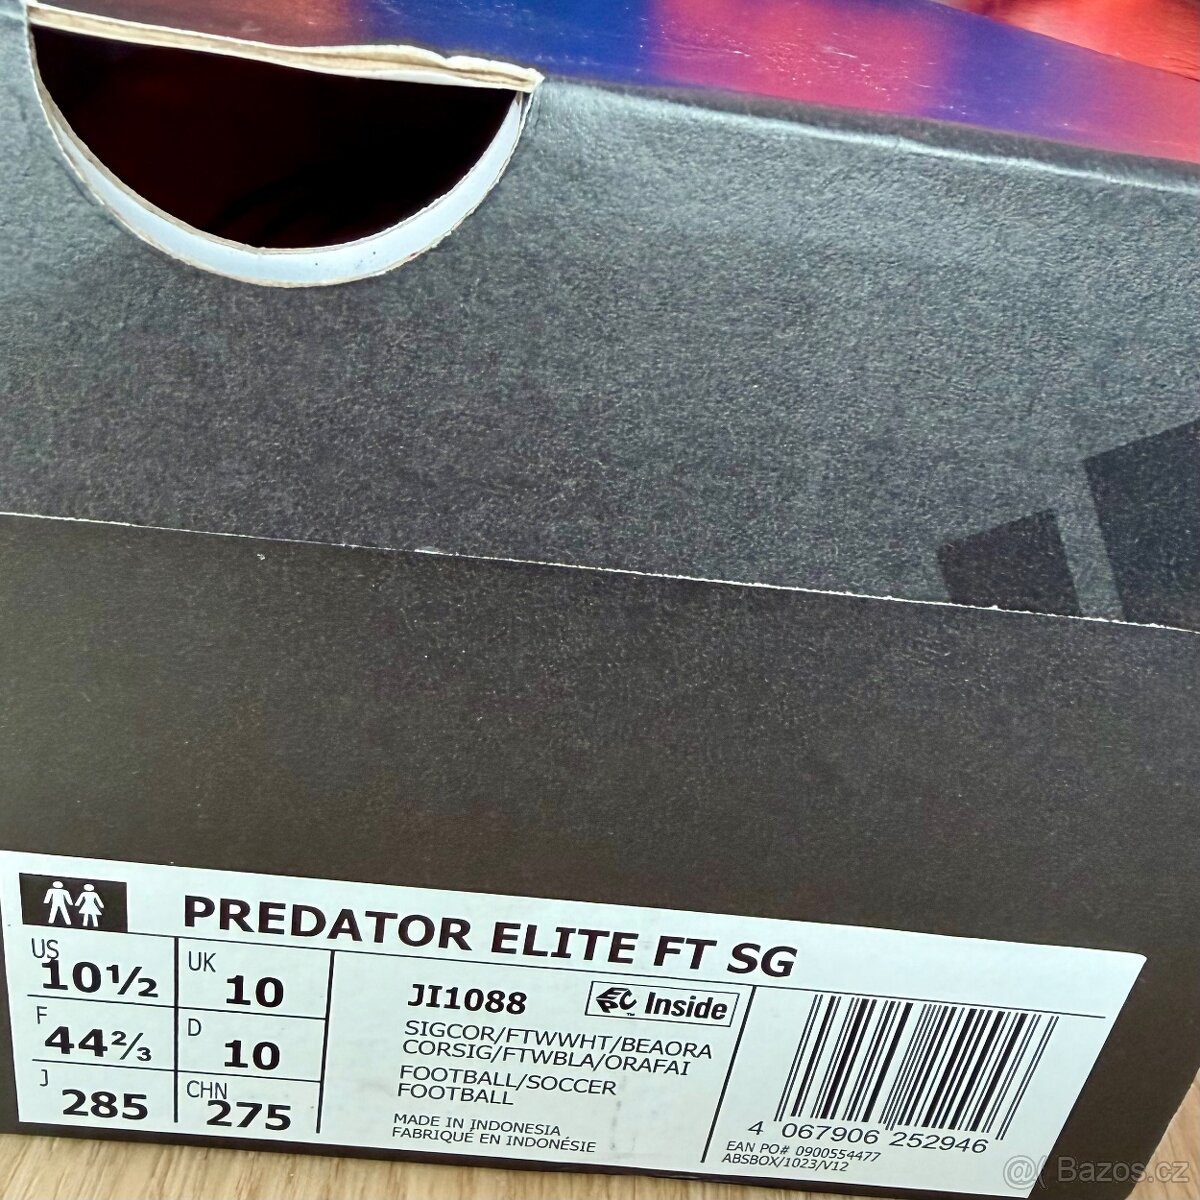 PREDATOR ELITE FT SG
US 10½
UK 10
F 44⅔
D 10
J 285
CHN 275
JI1088
EPC™ Inside
SIGCOR/FTWWHT/BEAORA
CORSIG/FTWBLA/ORAFAI
FOOTBALL/SOCCER
FOOTBALL
MADE IN INDONESIA
FABRIQUÉ EN INDONÉSIE
4 067906 252946
EAN PO# 0900554477
ABSBOX/1023/V12
@( Bazos.cz